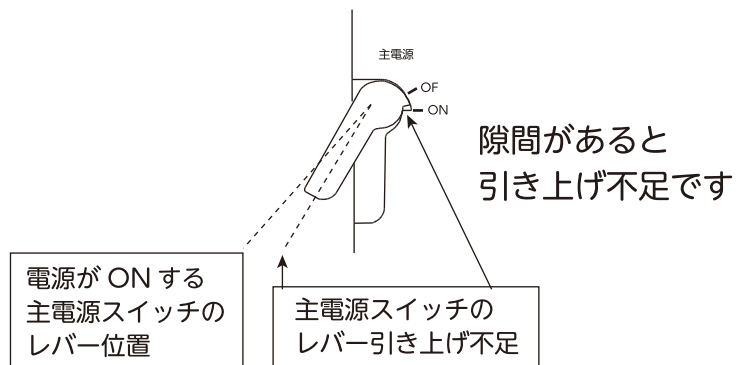 主電源
OF
ON
隙間があると
引き上げ不足です
電源が ON する
主電源スイッチの
レバー位置
主電源スイッチの
レバー引き上げ不足